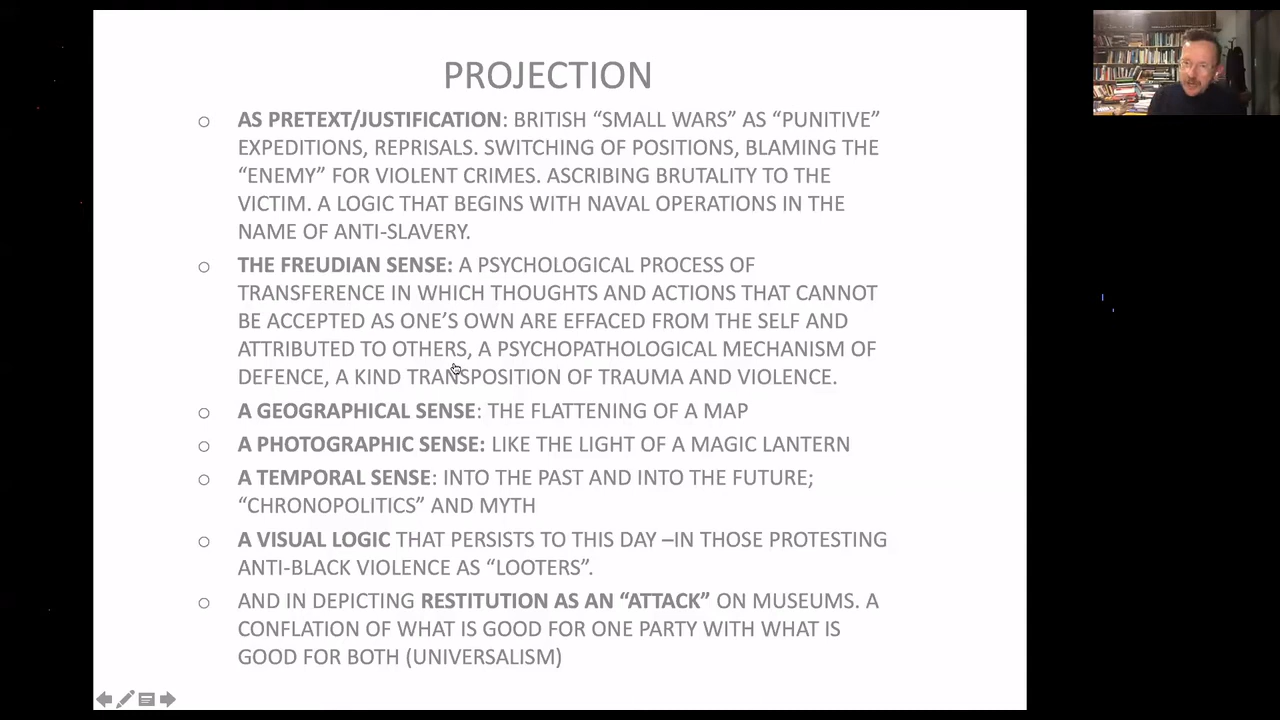 PROJECTION
AS PRETEXT/JUSTIFICATION: BRITISH “SMALL WARS” AS “PUNITIVE”
EXPEDITIONS, REPRISALS. SWITCHING OF POSITIONS, BLAMING THE
“ENEMY” FOR VIOLENT CRIMES. ASCRIBING BRUTALITY TO THE
VICTIM. A LOGIC THAT BEGINS WITH NAVAL OPERATIONS IN THE
NAME OF ANTI-SLAVERY.
THE FREUDIAN SENSE: A PSYCHOLOGICAL PROCESS OF
TRANSFERENCE IN WHICH THOUGHTS AND ACTIONS THAT CANNOT
BE ACCEPTED AS ONE’S OWN ARE EFFACED FROM THE SELF AND
ATTRIBUTED TO OTHERS, A PSYCHOPATHOLOGICAL MECHANISM OF
DEFENCE, A KIND TRANSPOSITION OF TRAUMA AND VIOLENCE.
A GEOGRAPHICAL SENSE: THE FLATTENING OF A MAP
A PHOTOGRAPHIC SENSE: LIKE THE LIGHT OF A MAGIC LANTERN
A TEMPORAL SENSE: INTO THE PAST AND INTO THE FUTURE;
“CHRONOPOLITICS” AND MYTH
A VISUAL LOGIC THAT PERSISTS TO THIS DAY –IN THOSE PROTESTING
ANTI-BLACK VIOLENCE AS “LOOTERS”.
AND IN DEPICTING RESTITUTION AS AN “ATTACK” ON MUSEUMS. A
CONFLATION OF WHAT IS GOOD FOR ONE PARTY WITH WHAT IS
GOOD FOR BOTH (UNIVERSALISM)